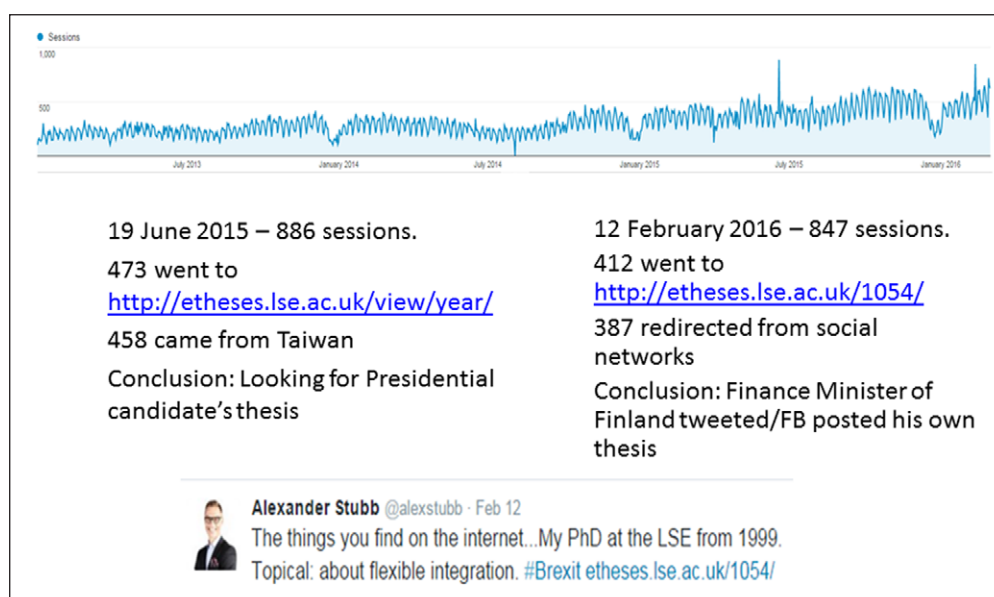 Sessions
1,000
500
July 2013
January 2014
July 2014
January 2015
July 2015
January 2016
19 June 2015 – 886 sessions.
473 went to
http://etheses.lse.ac.uk/view/year/
458 came from Taiwan
Conclusion: Looking for Presidential
candidate's thesis
12 February 2016 – 847 sessions.
412 went to
http://etheses.lse.ac.uk/1054/
387 redirected from social
networks
Conclusion: Finance Minister of
Finland tweeted/FB posted his own
thesis
Alexander Stubb @alexstubb · Feb 12
The things you find on the internet...My PhD at the LSE from 1999.
Topical: about flexible integration. #Brexit etheses.lse.ac.uk/1054/